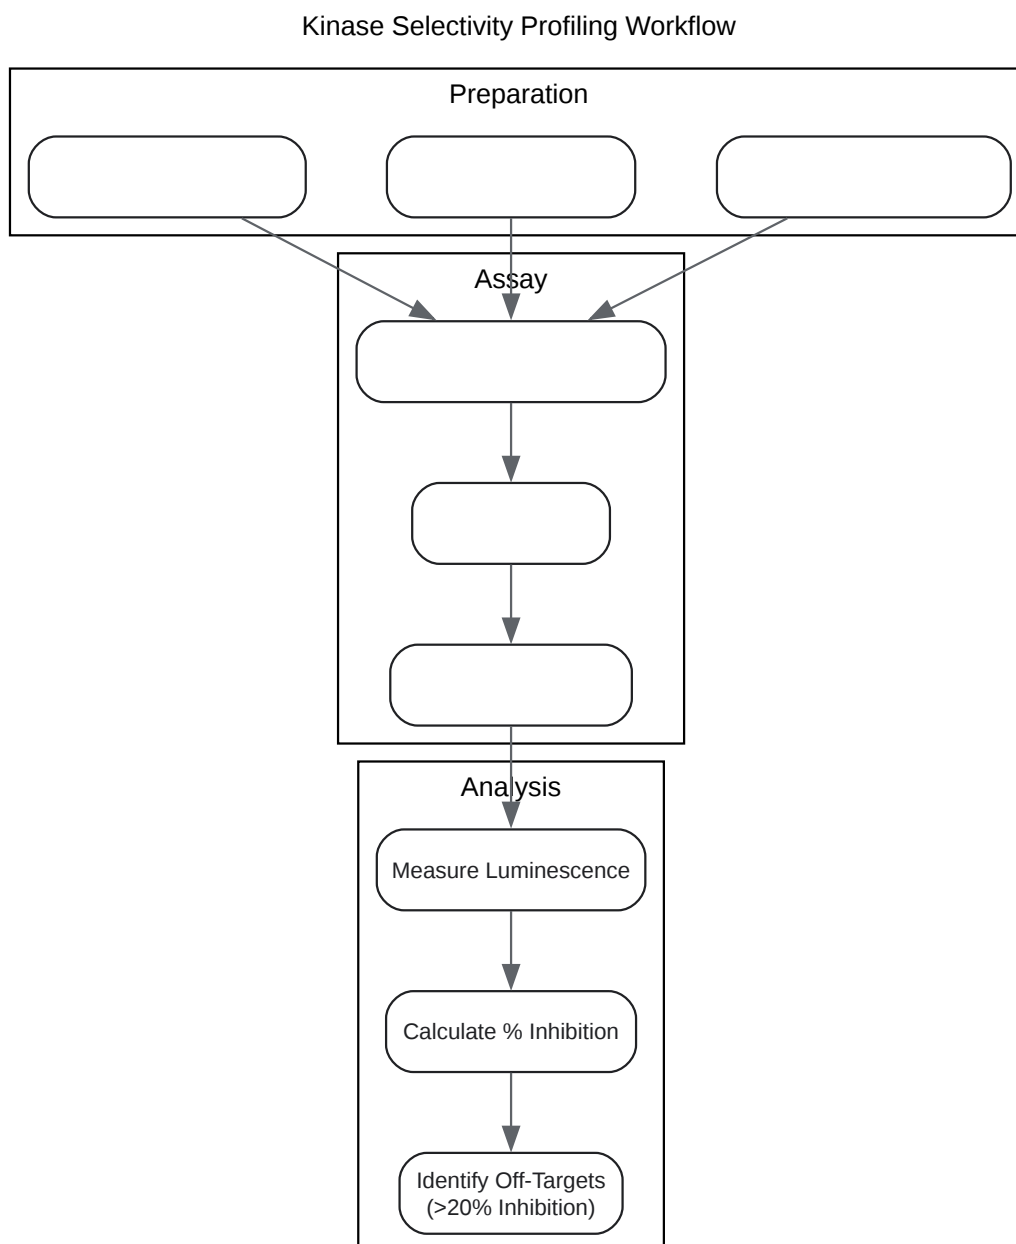 Kinase Selectivity Profiling Workflow
Preparation
Assay
Analysis
Measure Luminescence
Calculate % Inhibition
Identify Off-Targets
(>20% Inhibition)